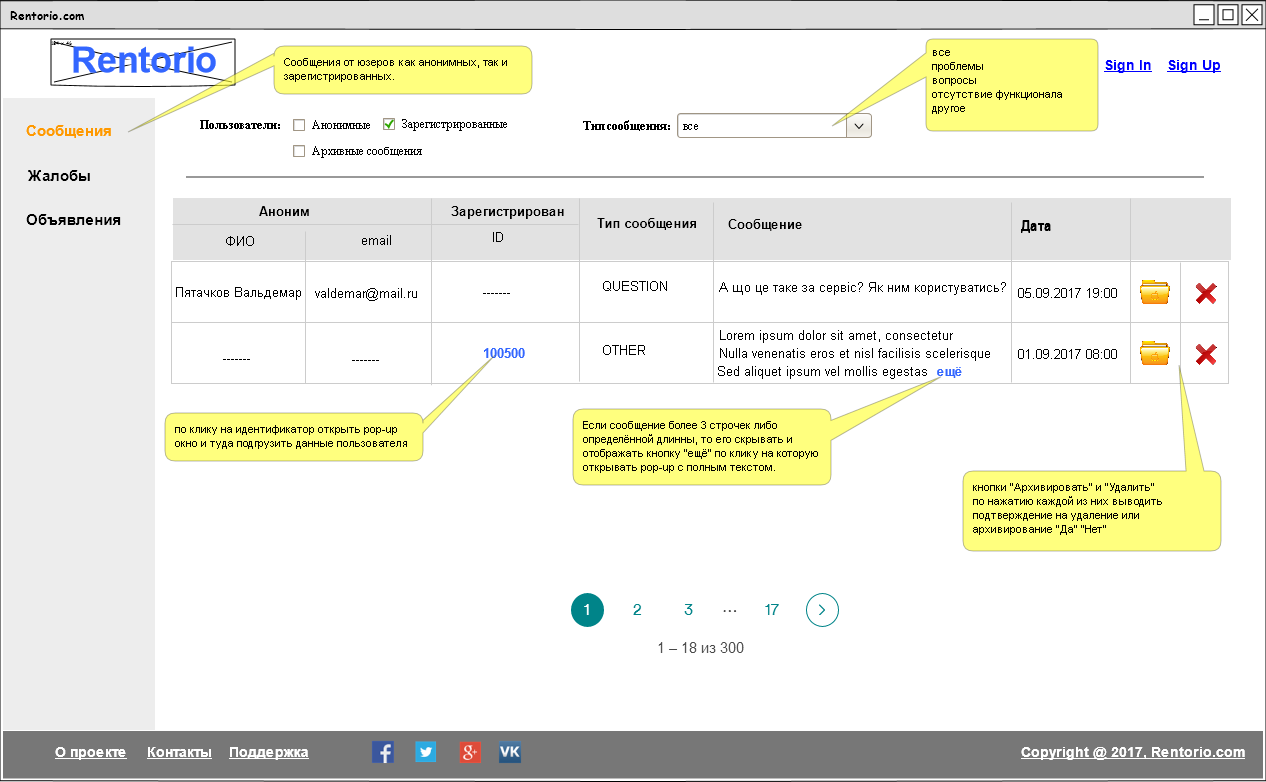 Rentorio.com
Rentorio
Сообщения от юзеров как анонимных, так и
зарегистрированных.
все
проблемы
вопросы
отсутствие функционала
другое
Sign In Sign Up
Сообщения
Жалобы
Объявления
Пользователи: Анонимные Зарегистрированные
Архивные сообщения
Тип сообщения: все
Аноним Зарегистрирован Тип сообщения Сообщение Дата
ФИО email ID
Пятачков Вальдемар valdemar@mail.ru ------- QUESTION А що це таке за сервіс? Як ним користуватись? 05.09.2017 19:00
------- ------- 100500 OTHER Lorem ipsum dolor sit amet, consectetur
Nulla venenatis eros et nisl facilisis scelerisque
Sed aliquet ipsum vel mollis egestas ещё
01.09.2017 08:00
по клику на идентификатор открыть pop-up
окно и туда подгрузить данные пользователя
Если сообщение более 3 строчек либо
определённой длинны, то его скрывать и
отображать кнопку "ещё" по клику на которую
открывать pop-up с полным текстом.
кнопки "Архивировать" и "Удалить"
по нажатию каждой из них выводить
подтверждение на удаление или
архивирование "Да" "Нет"
1 2 3 ... 17
1 – 18 из 300
О проекте Контакты Поддержка
f g+ VK
Copyright @ 2017, Rentorio.com